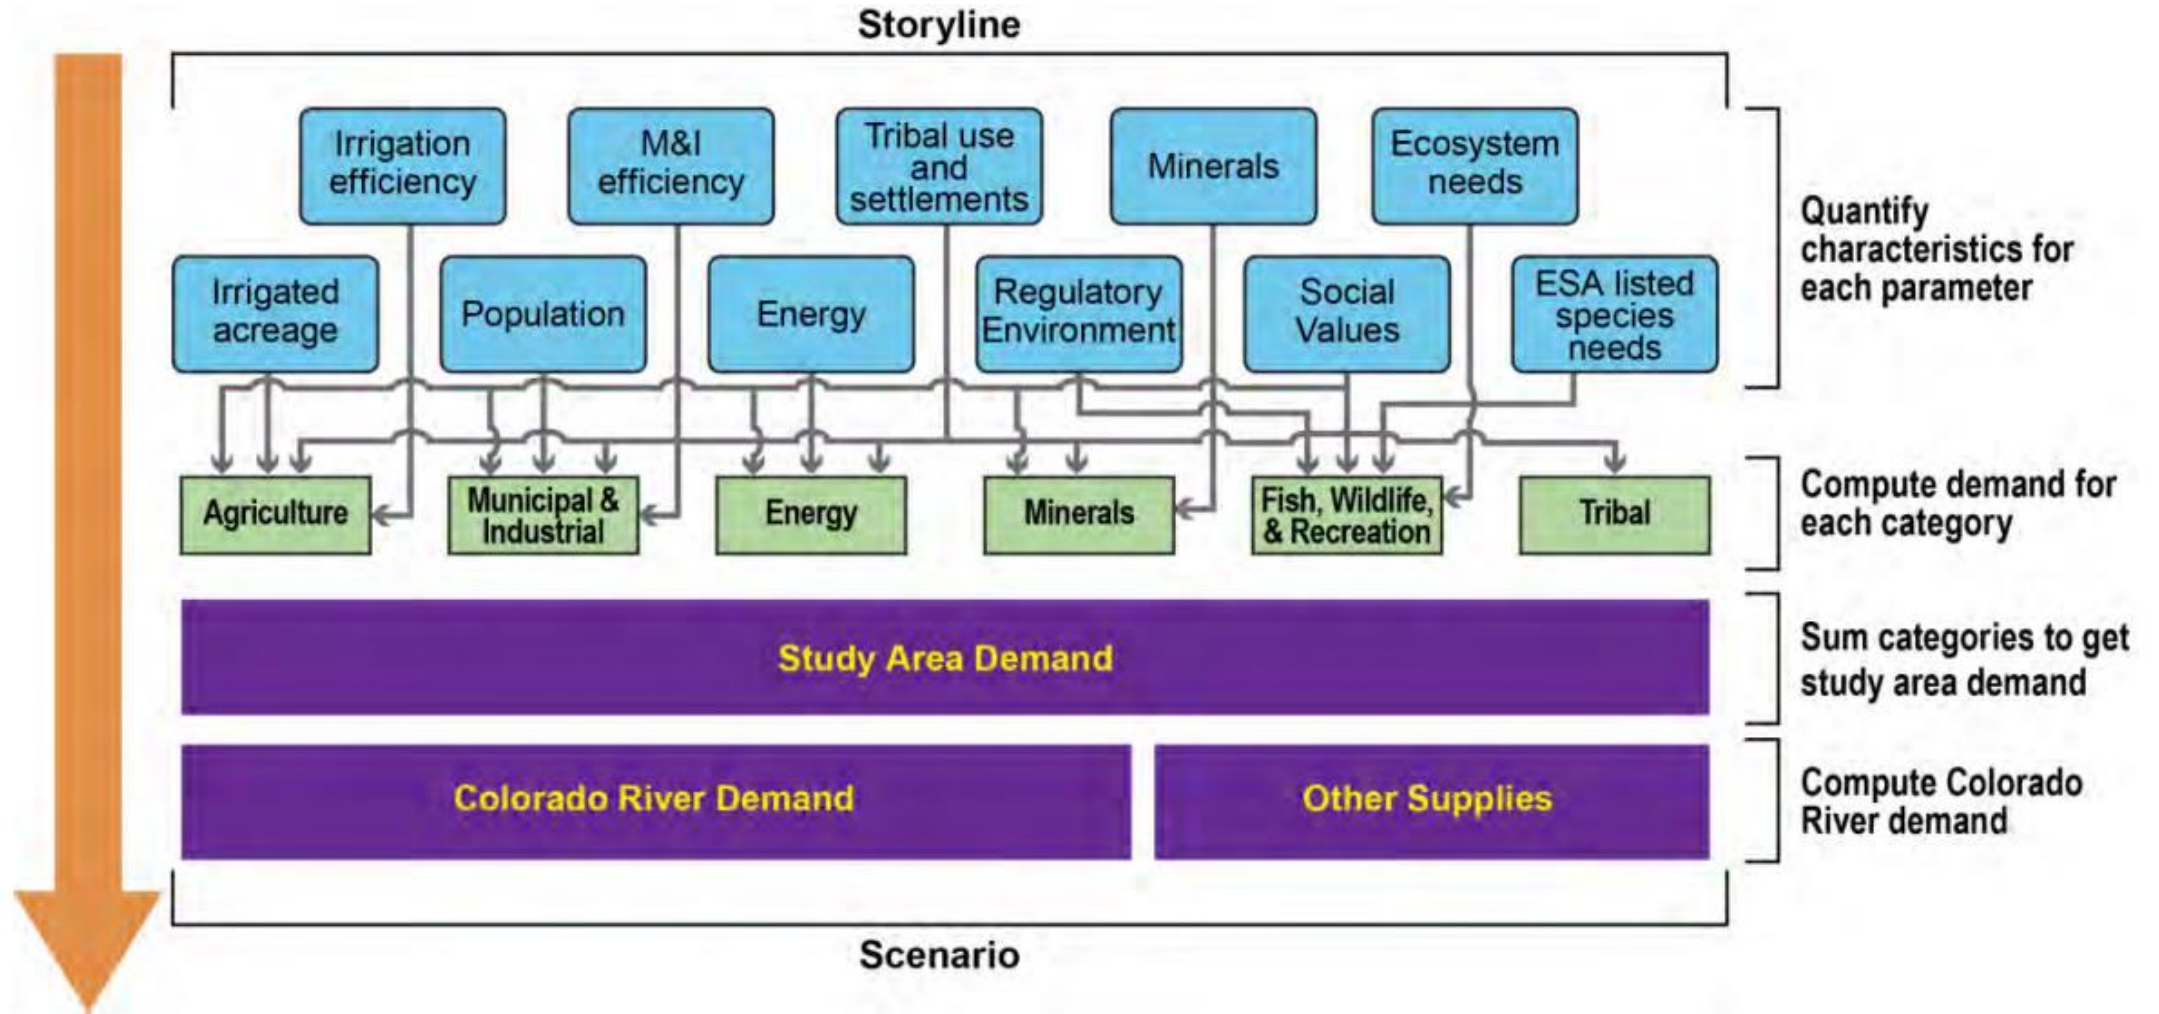 Storyline
Irrigation
efficiency
M&I
efficiency
Tribal use
and
settlements
Minerals
Ecosystem
needs
Quantify
characteristics for
each parameter
Irrigated
acreage
Population
Energy
Regulatory
Environment
Social
Values
ESA listed
species
needs
Agriculture
Municipal &
Industrial
Energy
Minerals
Fish, Wildlife,
& Recreation
Tribal
Compute demand for
each category
Study Area Demand
Sum categories to get
study area demand
Colorado River Demand
Other Supplies
Compute Colorado
River demand
Scenario